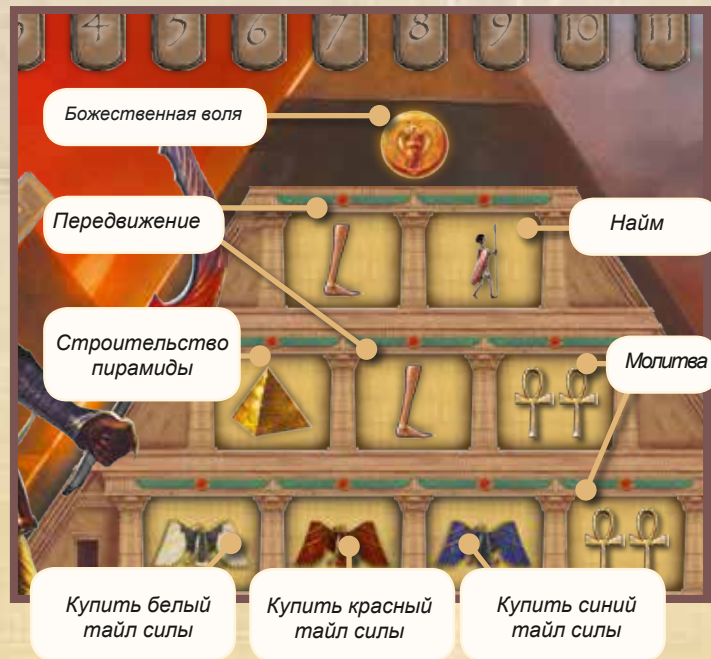 4 5 6 7 8 9 10 11
Божественная воля
Передвижение
Найм
Строительство
пирамиды
Молитва
Купить белый
тайл силы
Купить красный
тайл силы
Купить синий
тайл силы